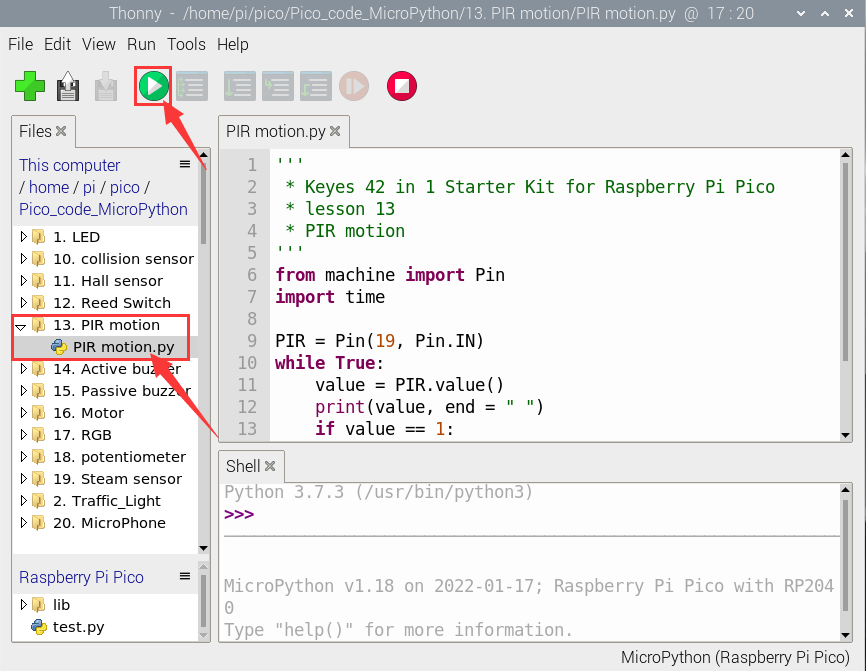 Thonny - /home/pi/pico/Pico_code_MicroPython/13. PIR motion/PIR motion.py @ 17 : 20
File Edit View Run Tools Help
Files
This computer
/ home / pi / pico /
Pico_code_MicroPython
1. LED
10. collision sensor
11. Hall sensor
12. Reed Switch
13. PIR motion
PIR motion.py
14. Active buzzer
15. Passive buzzer
16. Motor
17. RGB
18. potentiometer
19. Steam sensor
2. Traffic_Light
20. MicroPhone
Raspberry Pi Pico
lib
test.py
PIR motion.py
1 '''
2 * Keyes 42 in 1 Starter Kit for Raspberry Pi Pico
3 * lesson 13
4 * PIR motion
5 '''
6 from machine import Pin
7 import time
8
9 PIR = Pin(19, Pin.IN)
10 while True:
11 value = PIR.value()
12 print(value, end = " ")
13 if value == 1:
Shell
Python 3.7.3 (/usr/bin/python3)
>>>
MicroPython v1.18 on 2022-01-17; Raspberry Pi Pico with RP204
0
Type "help()" for more information.
MicroPython (Raspberry Pi Pico)